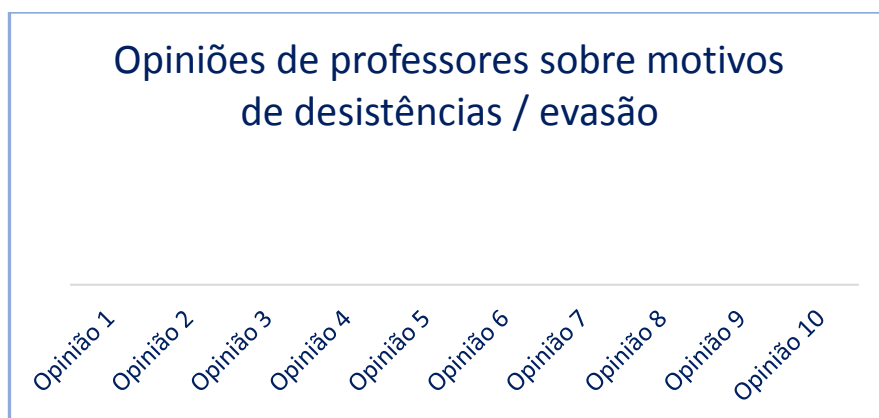 Opiniões de professores sobre motivos
de desistências / evasão
Opinião 1
Opinião 2
Opinião 3
Opinião 4
Opinião 5
Opinião 6
Opinião 7
Opinião 8
Opinião 9
Opinião 10